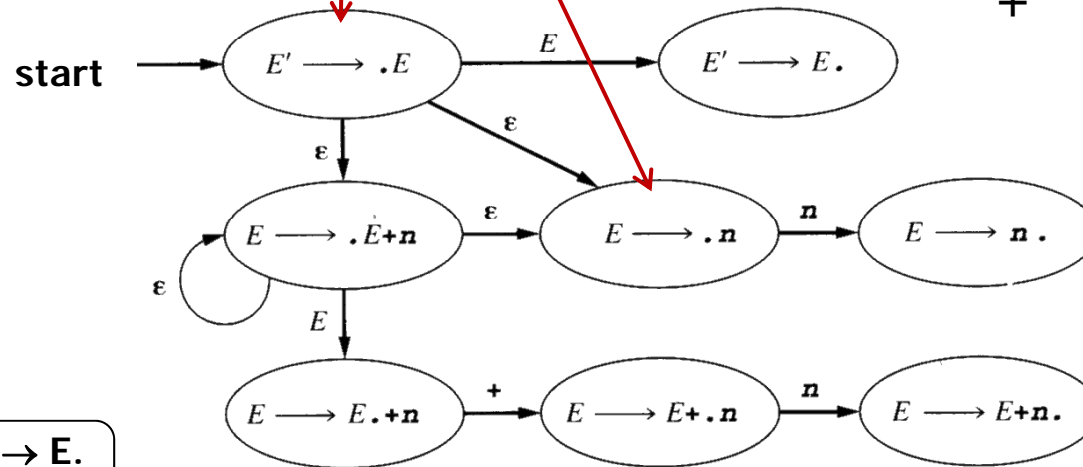 +
start
E' → .E
E
E' → E.
ε
ε
E → .E+n
ε
E → .n
n
E → n.
ε
E
E → E.+n
+
E → E+.n
n
E → E+n.
→ E.